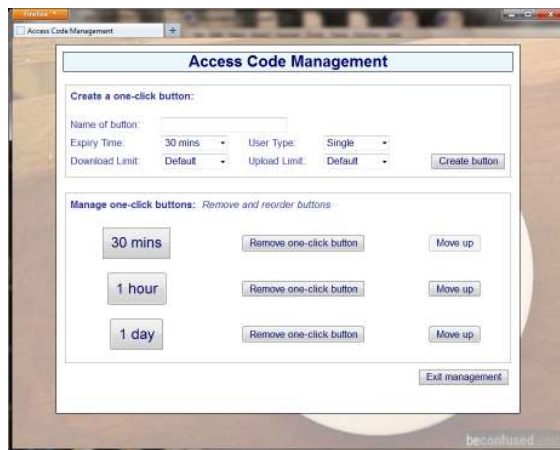 Firefox
Access Code Management
Access Code Management
Create a one-click button:
Name of button:
Expiry Time: 30 mins User Type: Single
Download Limit: Default Upload Limit: Default Create button
Manage one-click buttons: Remove and reorder buttons
30 mins Remove one-click button Move up
1 hour Remove one-click button Move up
1 day Remove one-click button Move up
Exit management
beconfused